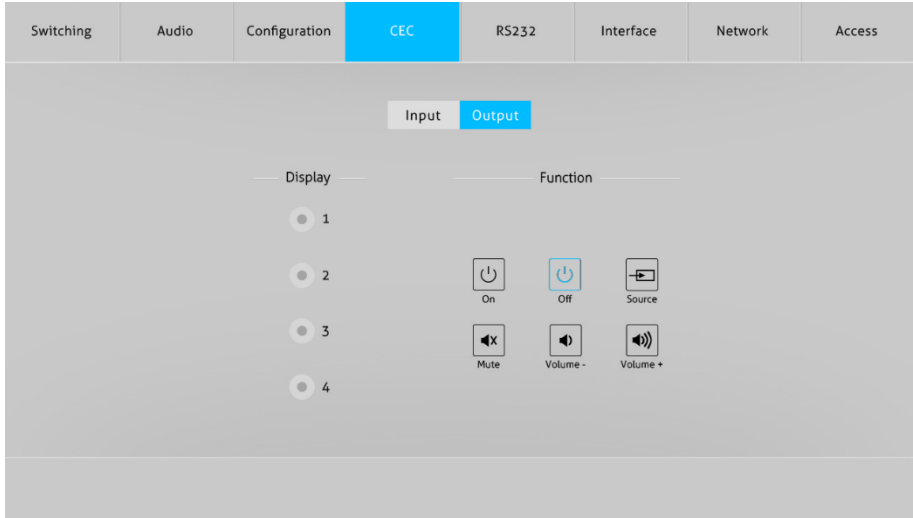 Switching Audio Configuration CEC RS232 Interface Network Access
Input Output
Display Function
1
2
On Off Source
3
Mute Volume - Volume +
4